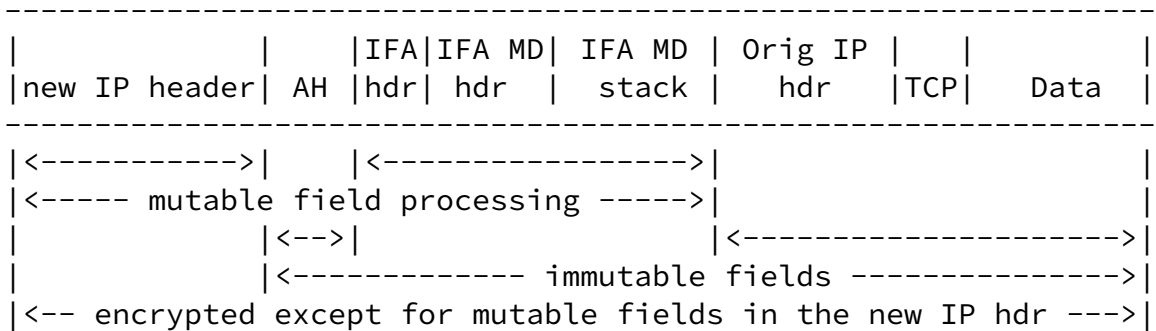 ----------------------------------------------------------------
|              |    |IFA|IFA MD| IFA MD | Orig IP |   |         |
|new IP header| AH |hdr| hdr  |  stack |   hdr   |TCP|   Data  |
----------------------------------------------------------------
|<----------->|    |<----------------->|                       |
|<----- mutable field processing ----->|                       |
|             |<-->|                   |<--------------------->|
|             |<------------- immutable fields --------------->|
|<-- encrypted except for mutable fields in the new IP hdr --->|